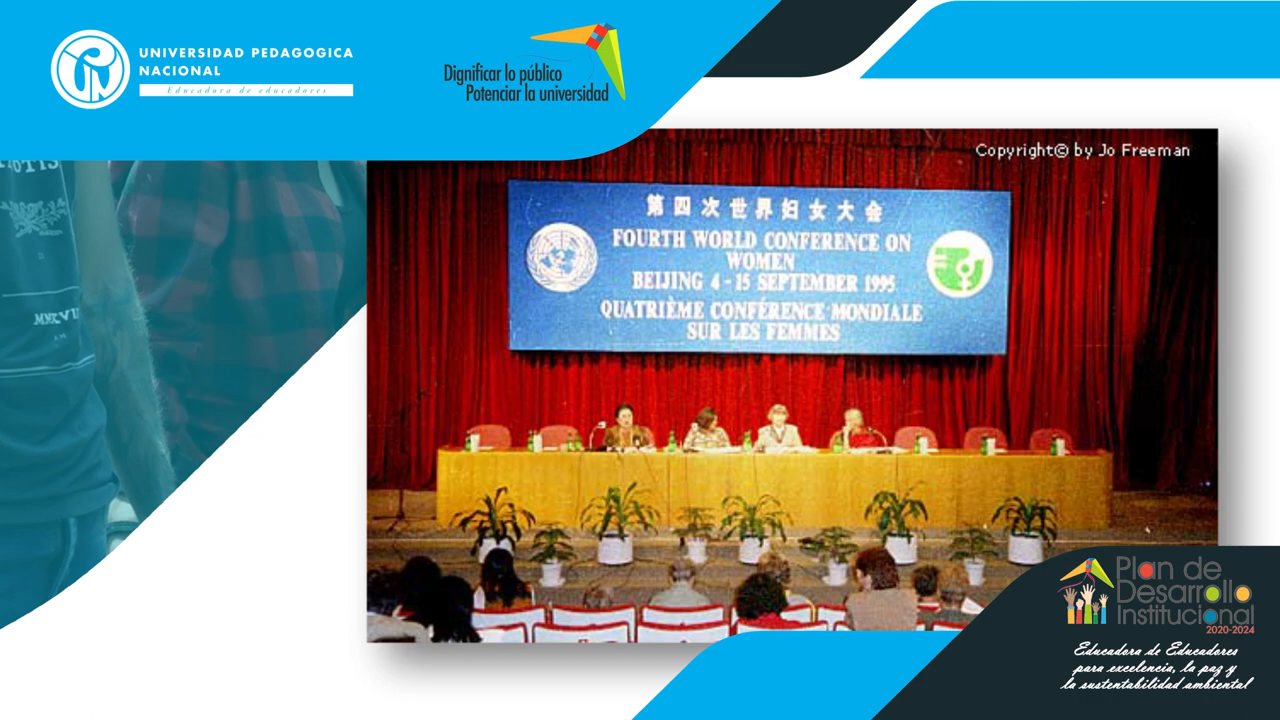 UNIVERSIDAD PEDAGOGICA
NACIONAL
Educadora de educadores
Dignificar lo público
Potenciar la universidad
Copyright© by Jo Freeman
第四次世界妇女大会
FOURTH WORLD CONFERENCE ON
WOMEN
BEIJING 4 - 15 SEPTEMBER 1995
QUATRIÈME CONFÉRENCE MONDIALE
SUR LES FEMMES
Plan de
Desarrollo
Institucional
2020-2024
Educadora de Educadores
para excelencia, la paz y
la sustentabilidad ambiental